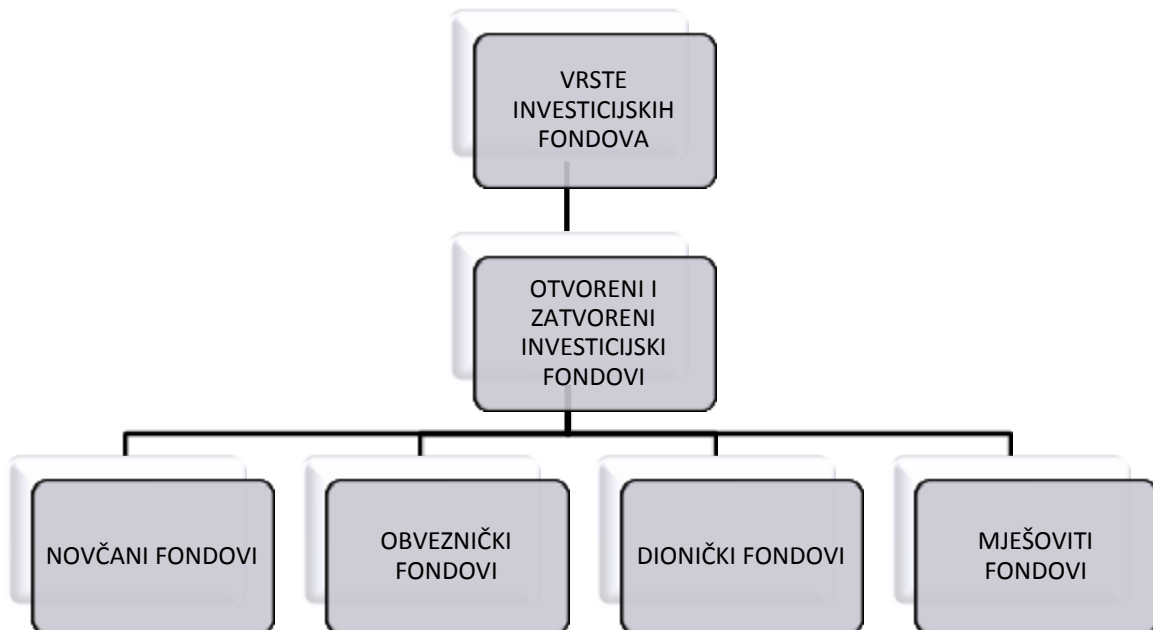 VRSTE
INVESTICIJSKIH
FONDOVA
OTVORENI I
ZATVORENI
INVESTICIJSKI
FONDOVI
NOVČANI FONDOVI
OBVEZNIČKI
FONDOVI
DIONIČKI FONDOVI
MJEŠOVITI
FONDOVI